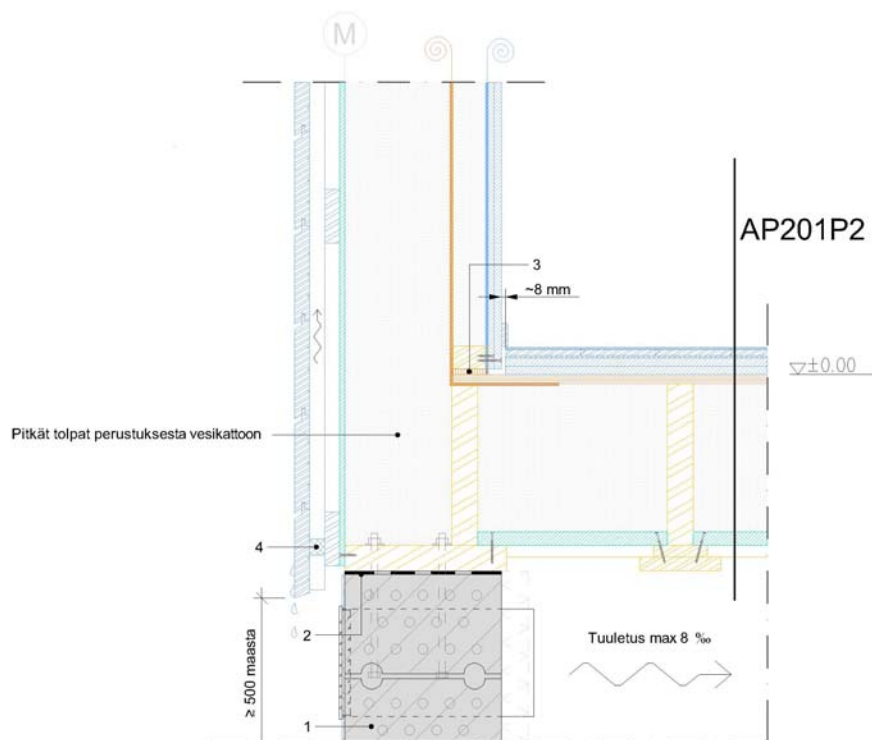 M
AP201P2
3
~8 mm
±0.00
Pitkät tolpat perustuksesta vesikattoon
4
2
Tuuletus max 8 ‰
≥ 500 maasta
1